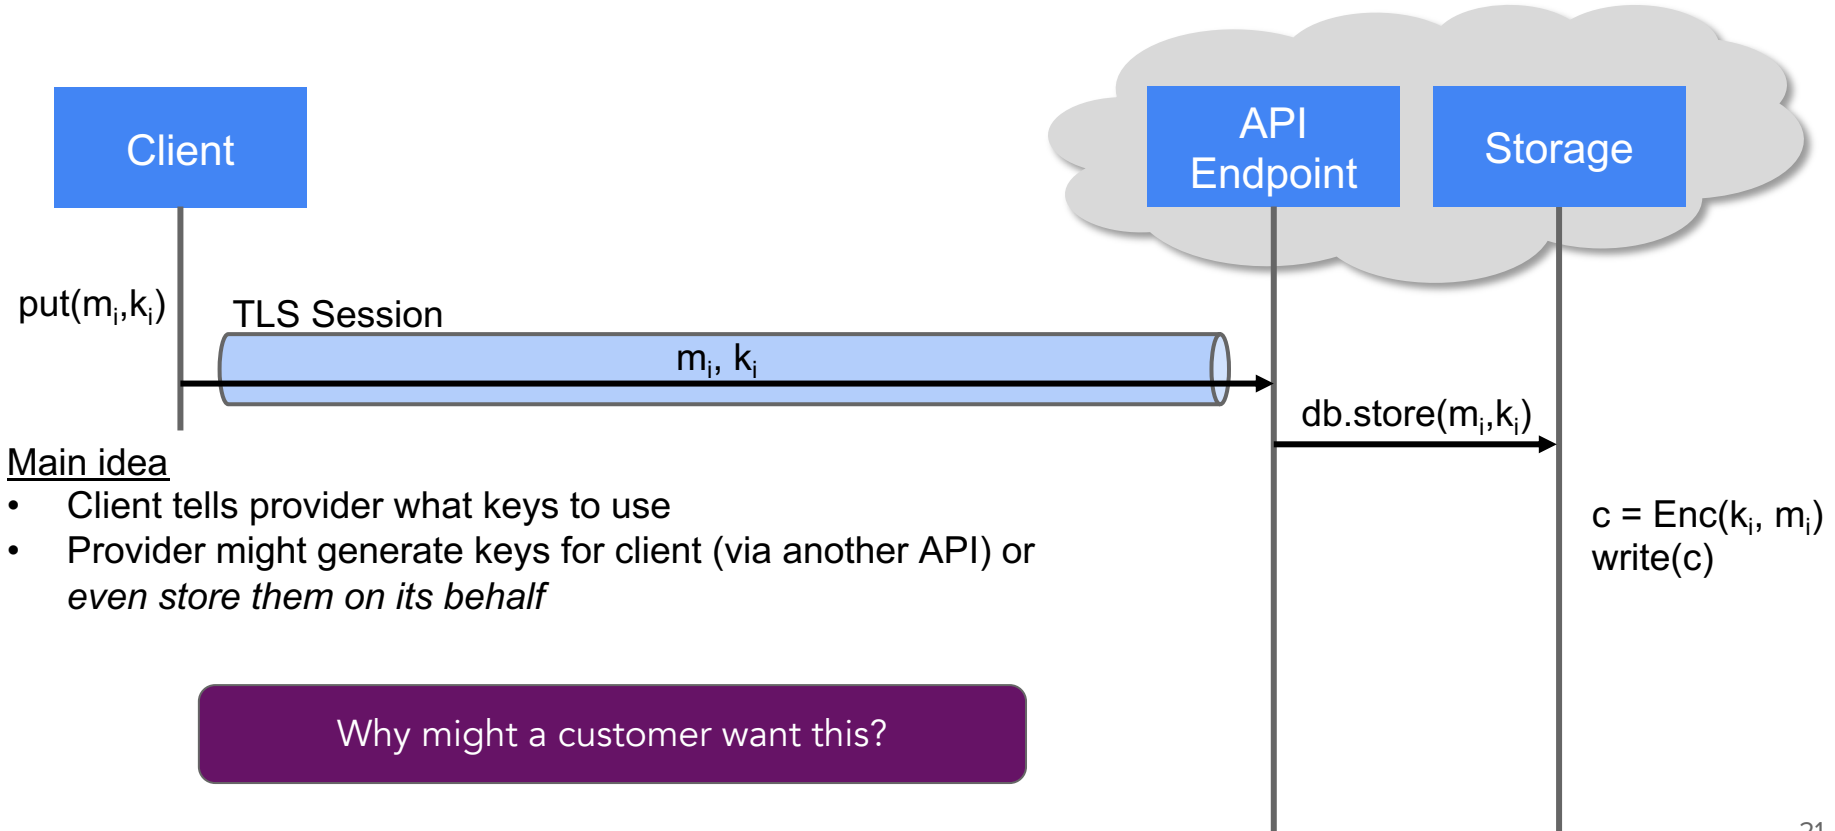 Client
API
Endpoint
Storage
put(mᵢ,kᵢ)
TLS Session
mᵢ, kᵢ
db.store(mᵢ,kᵢ)
Main idea
• Client tells provider what keys to use
• Provider might generate keys for client (via another API) or
even store them on its behalf
c = Enc(kᵢ, mᵢ)
write(c)
Why might a customer want this?
21